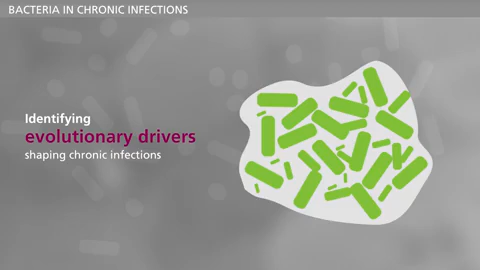 BACTERIA IN CHRONIC INFECTIONS
Identifying
evolutionary drivers
shaping chronic infections